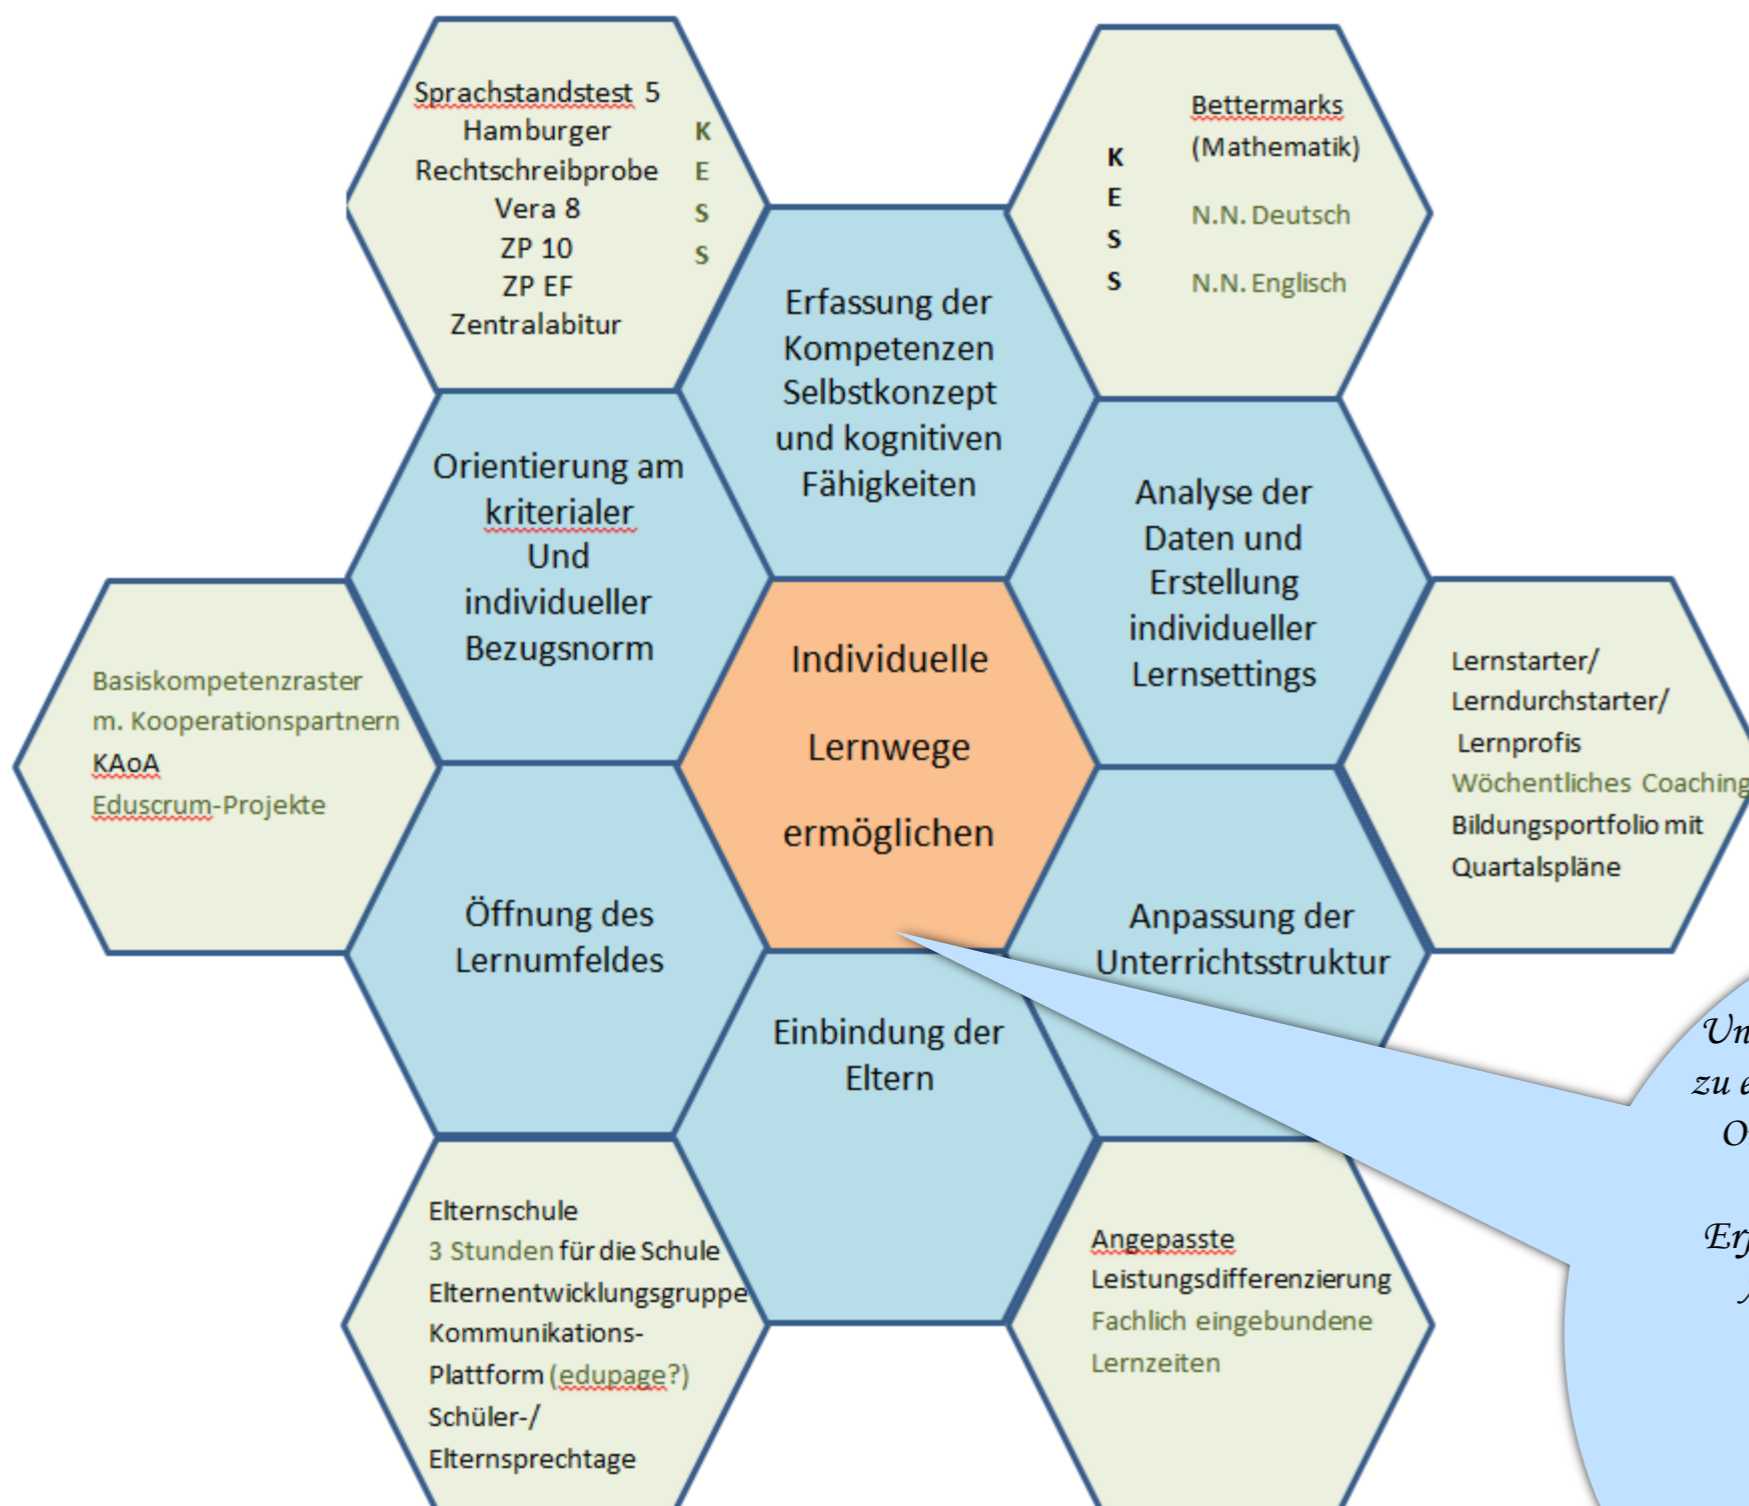 Sprachstandstest 5
Hamburger
Rechtschreibprobe
Vera 8
ZP 10
ZP EF
Zentralabitur
K
E
S
S
K
E
S
S
Bettermarks
(Mathematik)
N.N. Deutsch
N.N. Englisch
Erfassung der
Kompetenzen
Selbstkonzept
und kognitiven
Fähigkeiten
Orientierung am
kriterialer
Und
individueller
Bezugsnorm
Analyse der
Daten und
Erstellung
individueller
Lernsettings
Basiskompetenzraster
m. Kooperationspartnern
KAoA
Eduscrum-Projekte
Individuelle
Lernwege
ermöglichen
Lernstarter/
Lerndurchstarter/
Lernprofis
Wöchentliches Coaching
Bildungsportfolio mit
Quartalspläne
Öffnung des
Lernumfeldes
Einbindung der
Eltern
Anpassung der
Unterrichtsstruktur
Elternschule
3 Stunden für die Schule
Elternentwicklungsgruppe
Kommunikations-
Plattform (edupage?)
Schüler-/
Elternsprechtage
Angepasste
Leistungsdifferenzierung
Fachlich eingebundene
Lernzeiten
zu